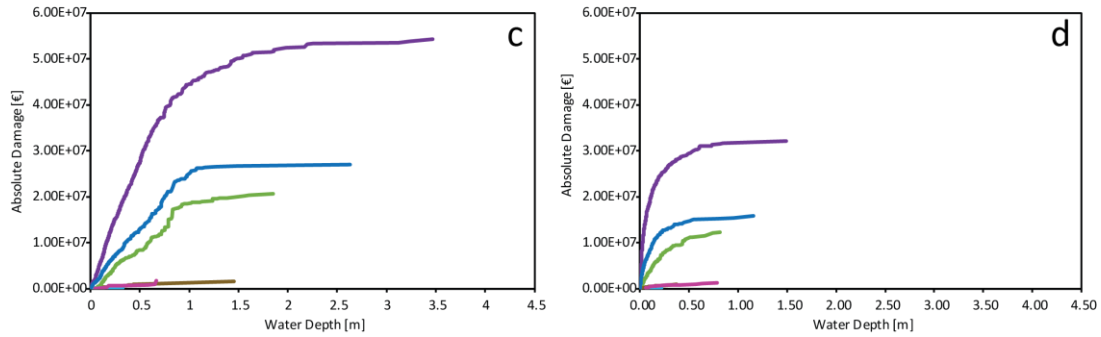 6.00E+07
5.00E+07
4.00E+07
3.00E+07
2.00E+07
1.00E+07
0.00E+00
Absolute Damage [€]
0 0.5 1 1.5 2 2.5 3 3.5 4 4.5
Water Depth [m]
c
6.00E+07
5.00E+07
4.00E+07
3.00E+07
2.00E+07
1.00E+07
0.00E+00
Absolute Damage [€]
0.00 0.50 1.00 1.50 2.00 2.50 3.00 3.50 4.00 4.50
Water Depth [m]
d